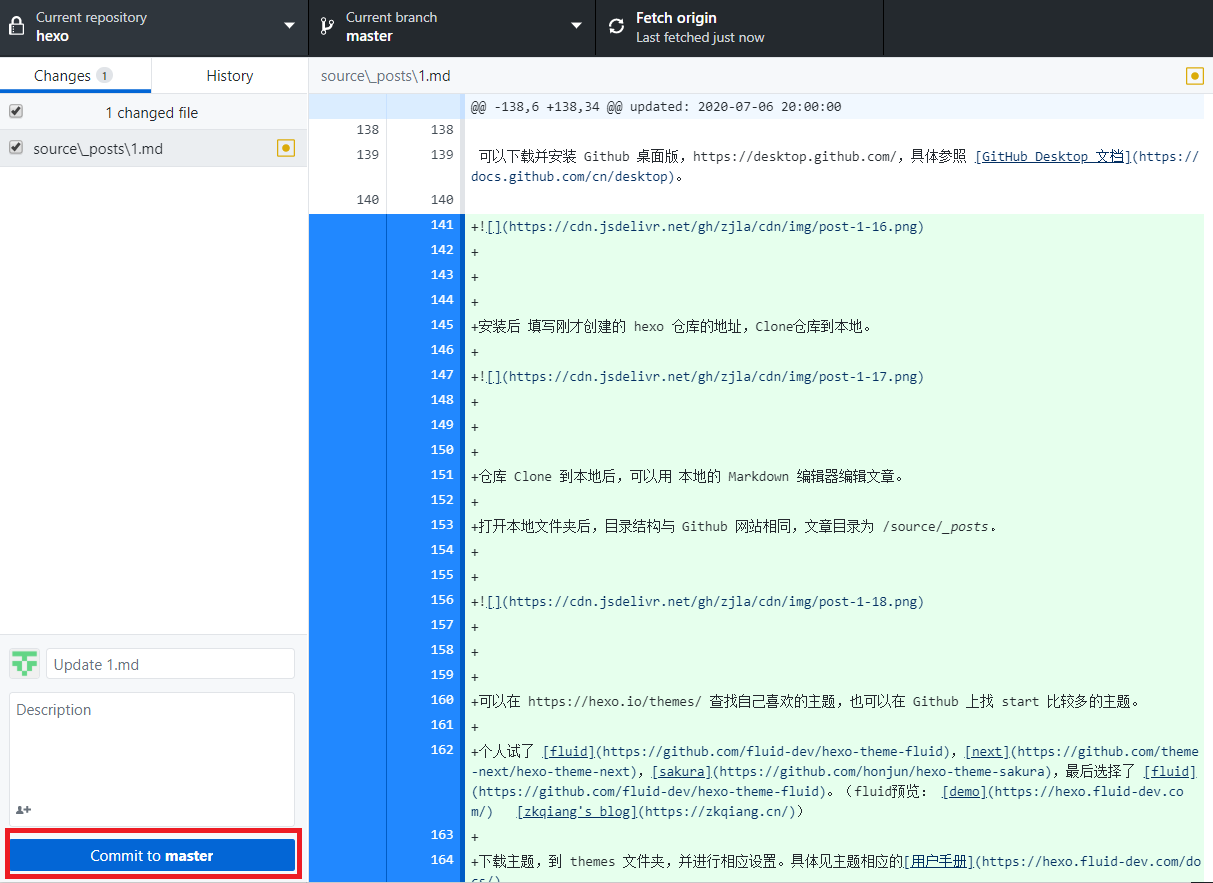 Current repository
hexo
Current branch
master
Fetch origin
Last fetched just now
Changes 1
History
source\_posts\1.md
1 changed file
source\_posts\1.md
@@ -138,6 +138,34 @@ updated: 2020-07-06 20:00:00
138 138
139 139 可以下载并安装 Github 桌面版，https://desktop.github.com/，具体参照 [GitHub Desktop 文档](https://
docs.github.com/cn/desktop)。
140 140
141 +![](https://cdn.jsdelivr.net/gh/zjla/cdn/img/post-1-16.png)
142 +
143 +
144 +
145 +安装后 填写刚才创建的 hexo 仓库的地址，Clone仓库到本地。
146 +
147 +![](https://cdn.jsdelivr.net/gh/zjla/cdn/img/post-1-17.png)
148 +
149 +
150 +
151 +仓库 Clone 到本地后，可以用 本地的 Markdown 编辑器编辑文章。
152 +
153 +打开本地文件夹后，目录结构与 Github 网站相同，文章目录为 /source/_posts。
154 +
155 +
156 +![](https://cdn.jsdelivr.net/gh/zjla/cdn/img/post-1-18.png)
157 +
158 +
159 +
160 +可以在 https://hexo.io/themes/ 查找自己喜欢的主题，也可以在 Github 上找 start 比较多的主题。
161 +
162 +个人试了 [fluid](https://github.com/fluid-dev/hexo-theme-fluid)，[next](https://github.com/theme
-next/hexo-theme-next)，[sakura](https://github.com/honjun/hexo-theme-sakura)，最后选择了 [fluid]
(https://github.com/fluid-dev/hexo-theme-fluid)。（fluid预览： [demo](https://hexo.fluid-dev.co
m/) [zkqiang's blog](https://zkqiang.cn/)）
163 +
164 +下载主题，到 themes 文件夹，并进行相应设置。具体见主题相应的[用户手册](https://hexo.fluid-dev.com/do
cs/)
Update 1.md
Description
Commit to master